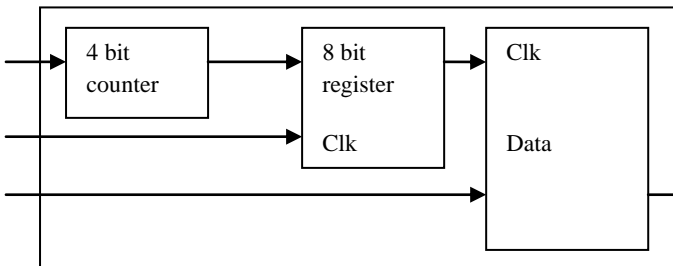 4 bit
counter
8 bit
register
Clk
Clk
Data